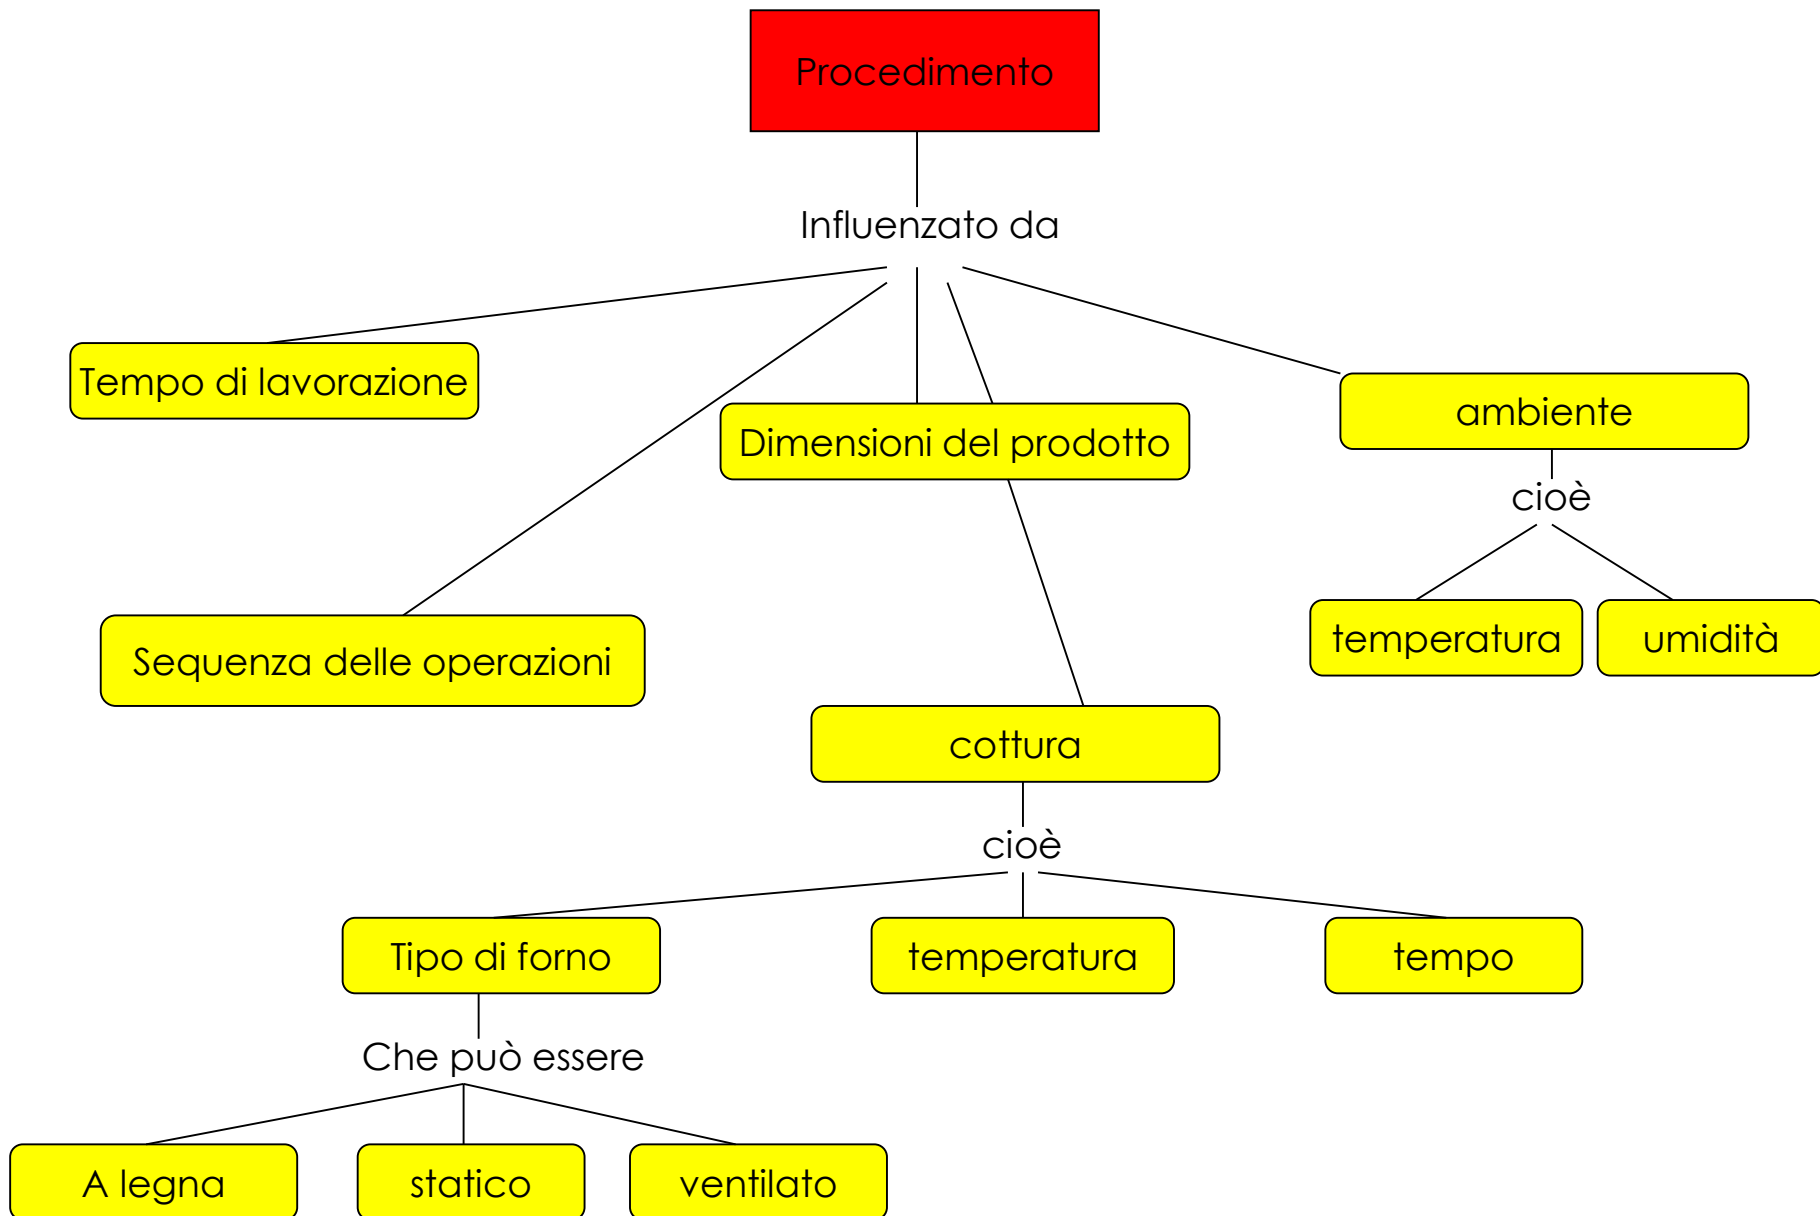 Procedimento
Influenzato da
Tempo di lavorazione
ambiente
Dimensioni del prodotto
cioè
temperatura
umidità
Sequenza delle operazioni
cottura
cioè
Tipo di forno
temperatura
tempo
Che può essere
A legna
statico
ventilato